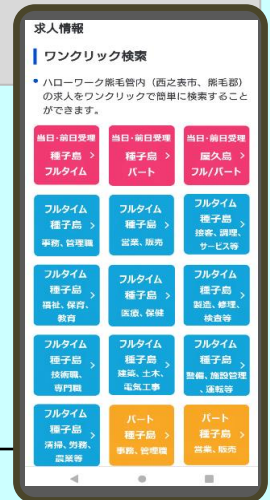 求人情報
ワンクリック検索
ハローワーク熊毛管内（西之表市、熊毛郡）
の求人をワンクリックで簡単に検索すること
ができます。
当日・前日受理
種子島
フルタイム
当日・前日受理
種子島
パート
当日・前日受理
屋久島
フル/パート
フルタイム
種子島
事務、管理職
フルタイム
種子島
営業、販売
フルタイム
種子島
接客、調理、
サービス等
フルタイム
種子島
福祉、保育、
教育
フルタイム
種子島
医療、保健
フルタイム
種子島
製造、修理、
検査等
フルタイム
種子島
技術職、
専門職
フルタイム
種子島
建築、土木、
電気工事
フルタイム
種子島
整備、施設管理
、運転等
フルタイム
種子島
清掃、労務、
農業等
パート
種子島
事務、管理職
パート
種子島
営業、販売